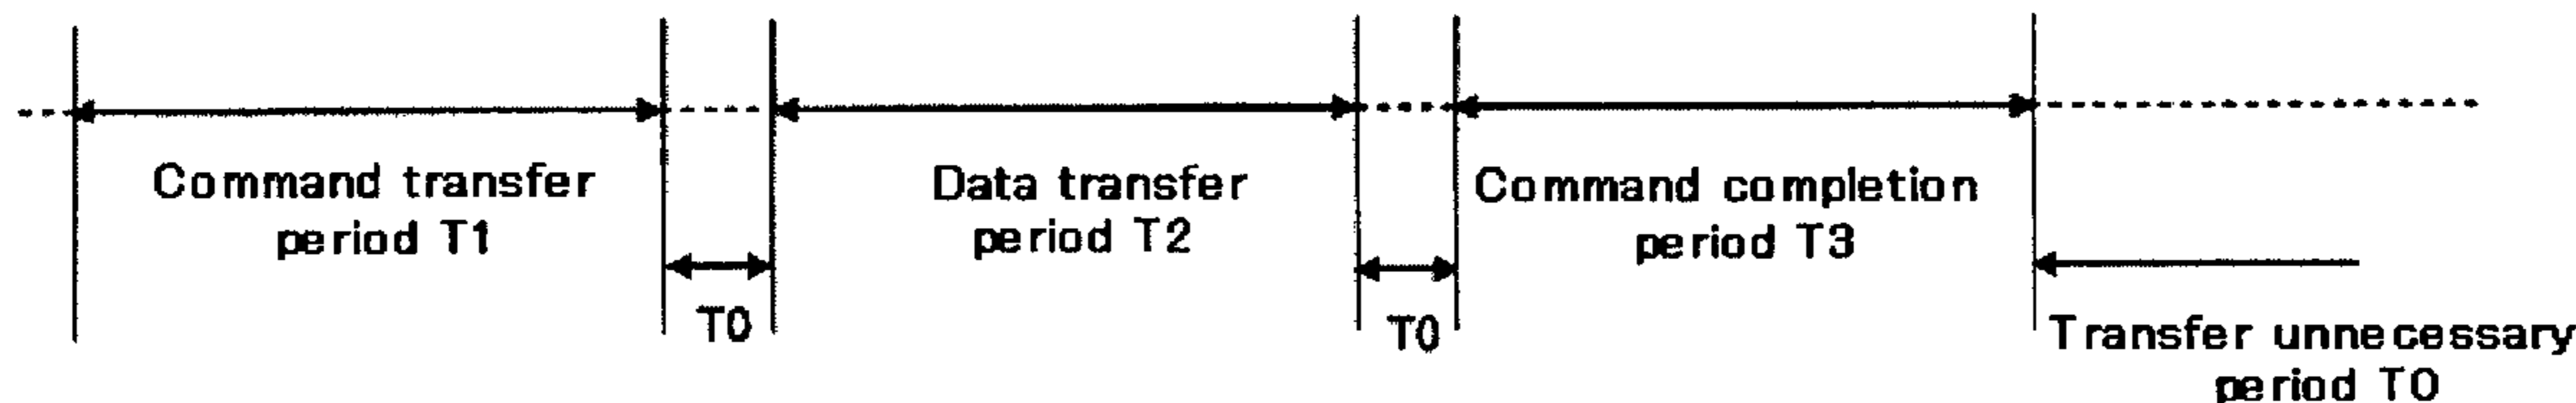 Command transfer
period T1
T0
Data transfer
period T2
T0
Command completion
period T3
Transfer unnecessary
period T0